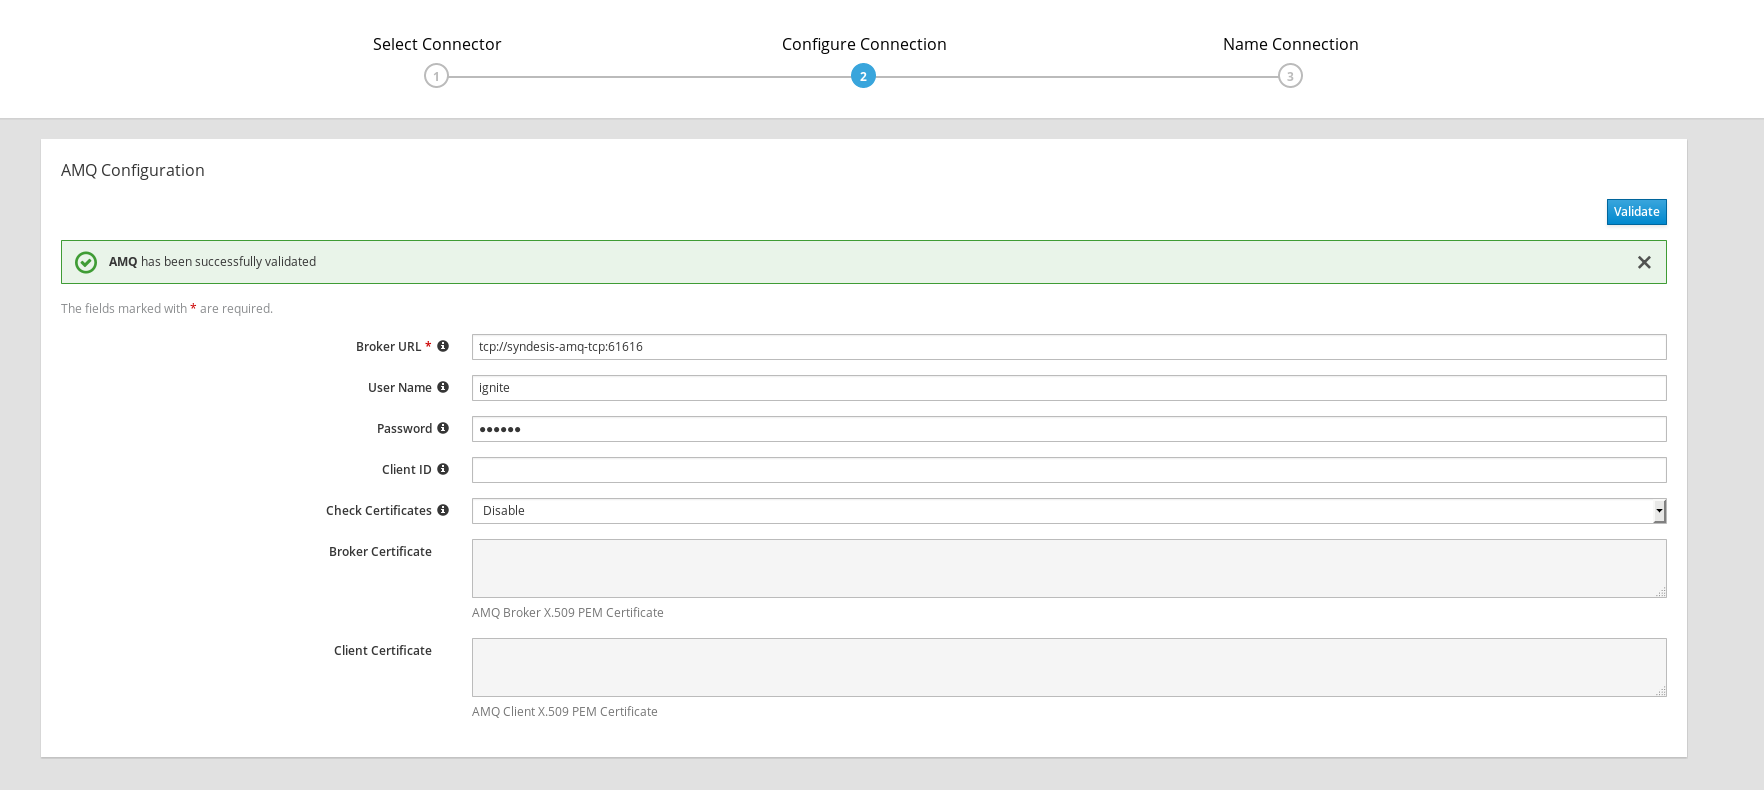 Select Connector
Configure Connection
Name Connection
1
2
3
AMQ Configuration
Validate
AMQ has been successfully validated
The fields marked with * are required.
Broker URL *
tcp://syndesis-amq-tcp:61616
User Name
ignite
Password
••••••
Client ID
Check Certificates
Disable
Broker Certificate
AMQ Broker X.509 PEM Certificate
Client Certificate
AMQ Client X.509 PEM Certificate